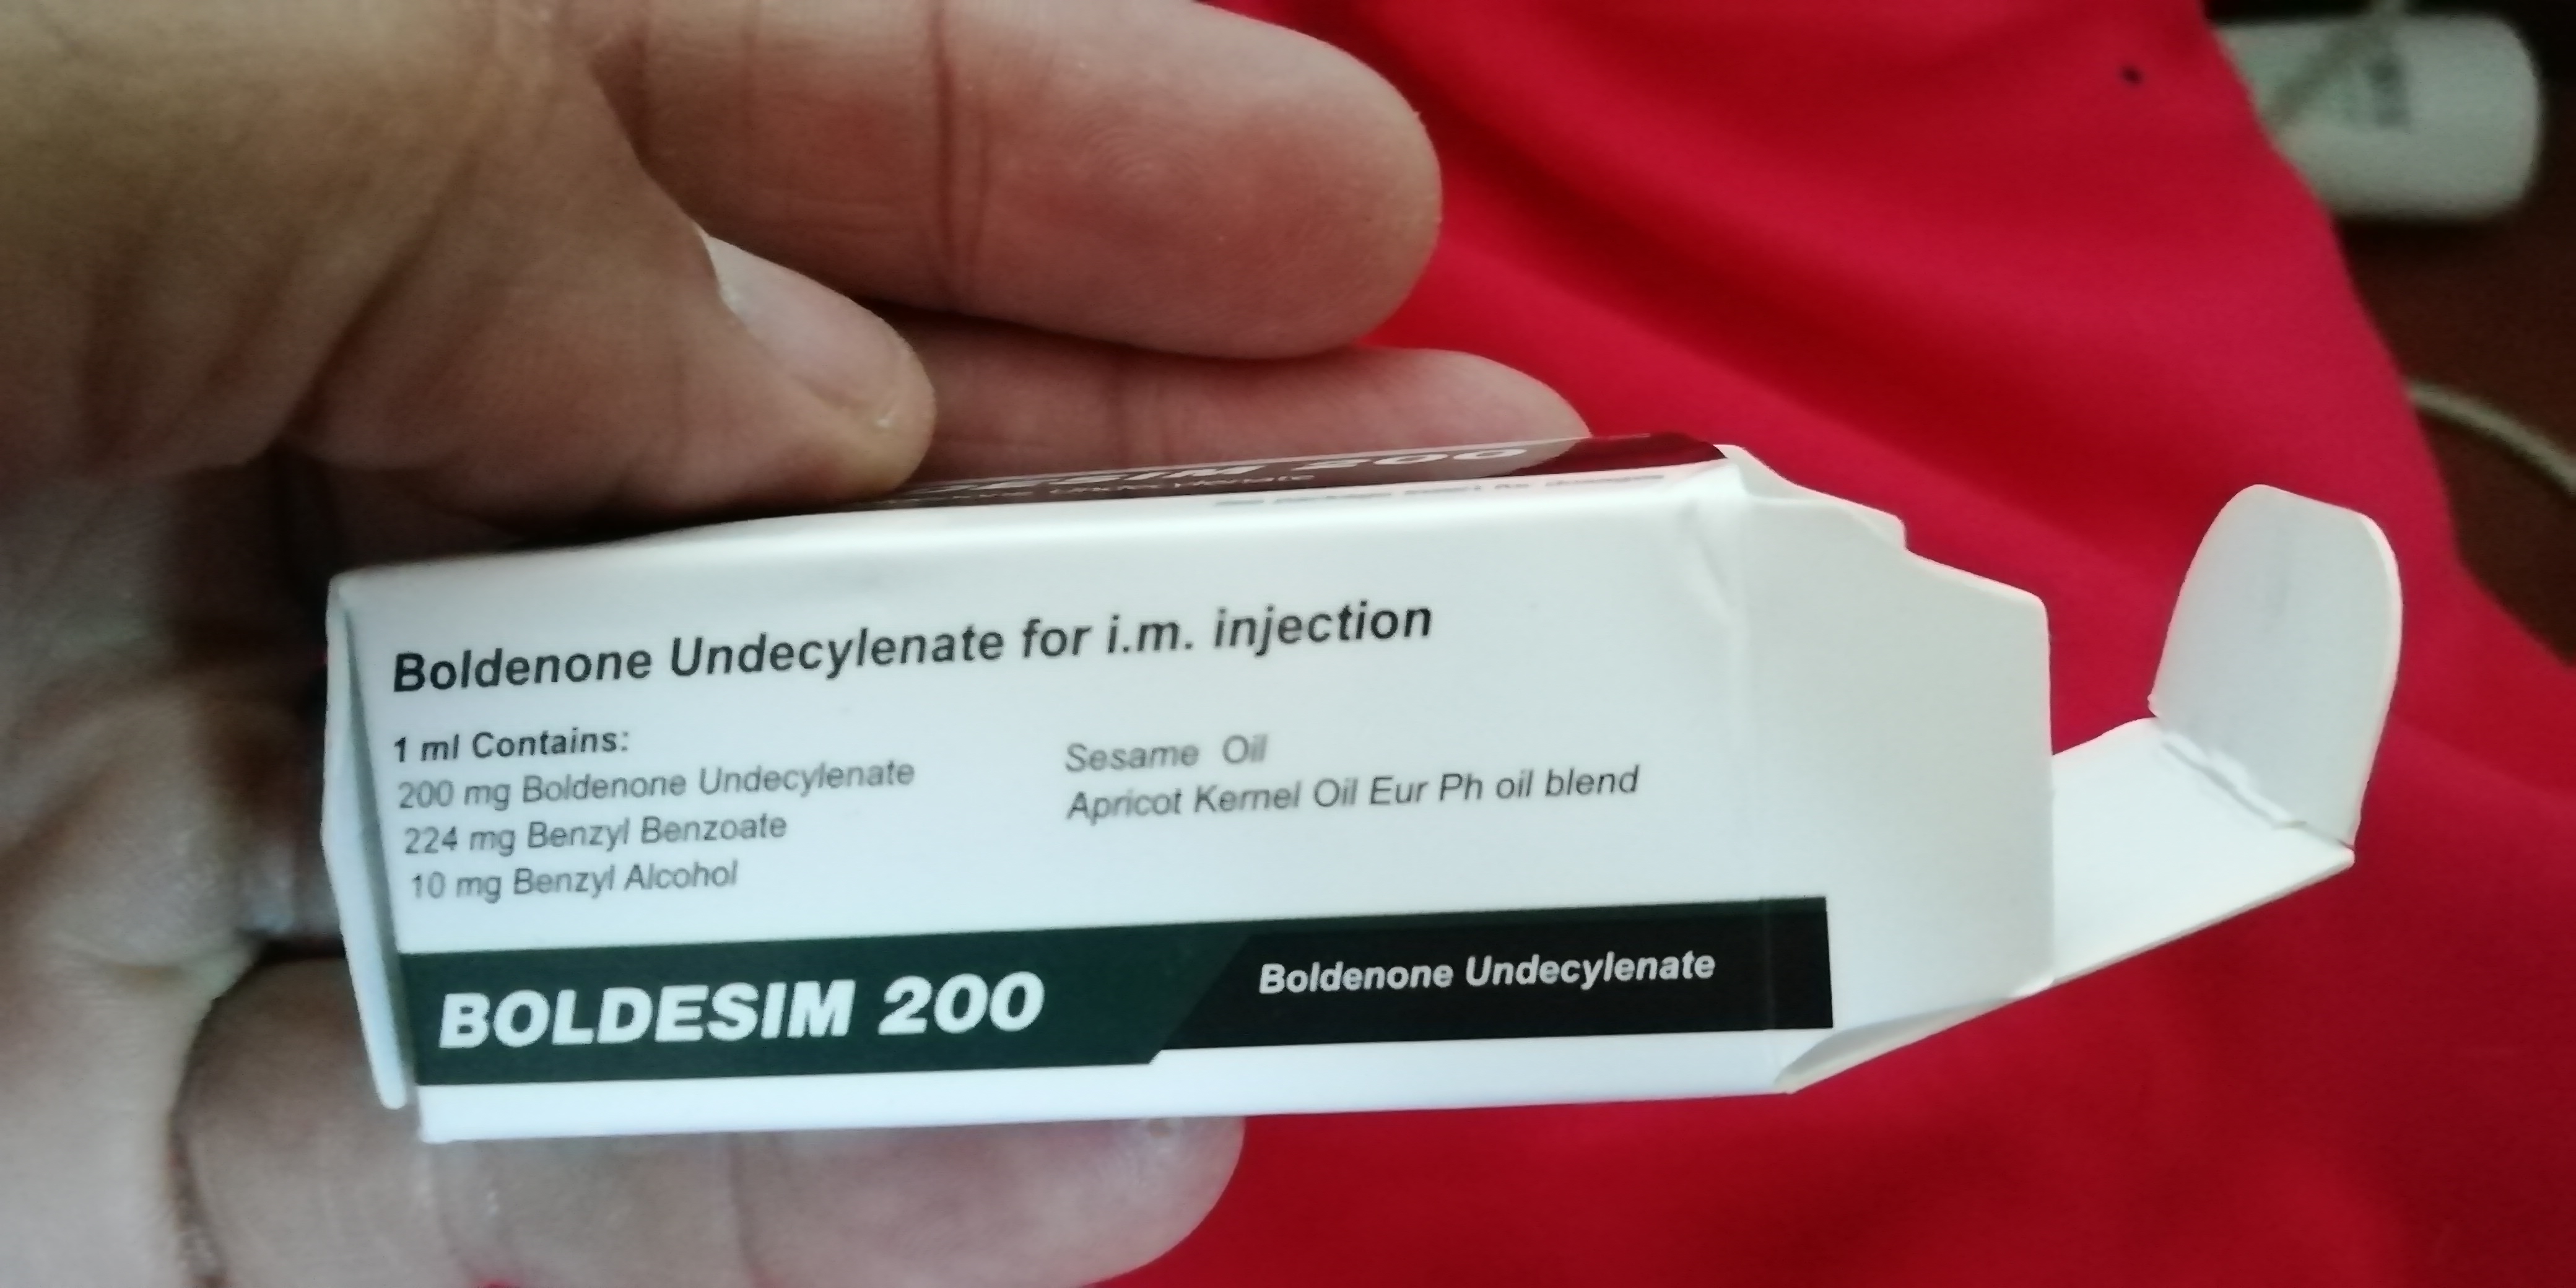 Boldenone Undecylenate for i.m. injection
1 ml Contains:
200 mg Boldenone Undecylenate
224 mg Benzyl Benzoate
10 mg Benzyl Alcohol
Sesame Oil
Apricot Kernel Oil Eur Ph oil blend
BOLDESIM 200
Boldenone Undecylenate